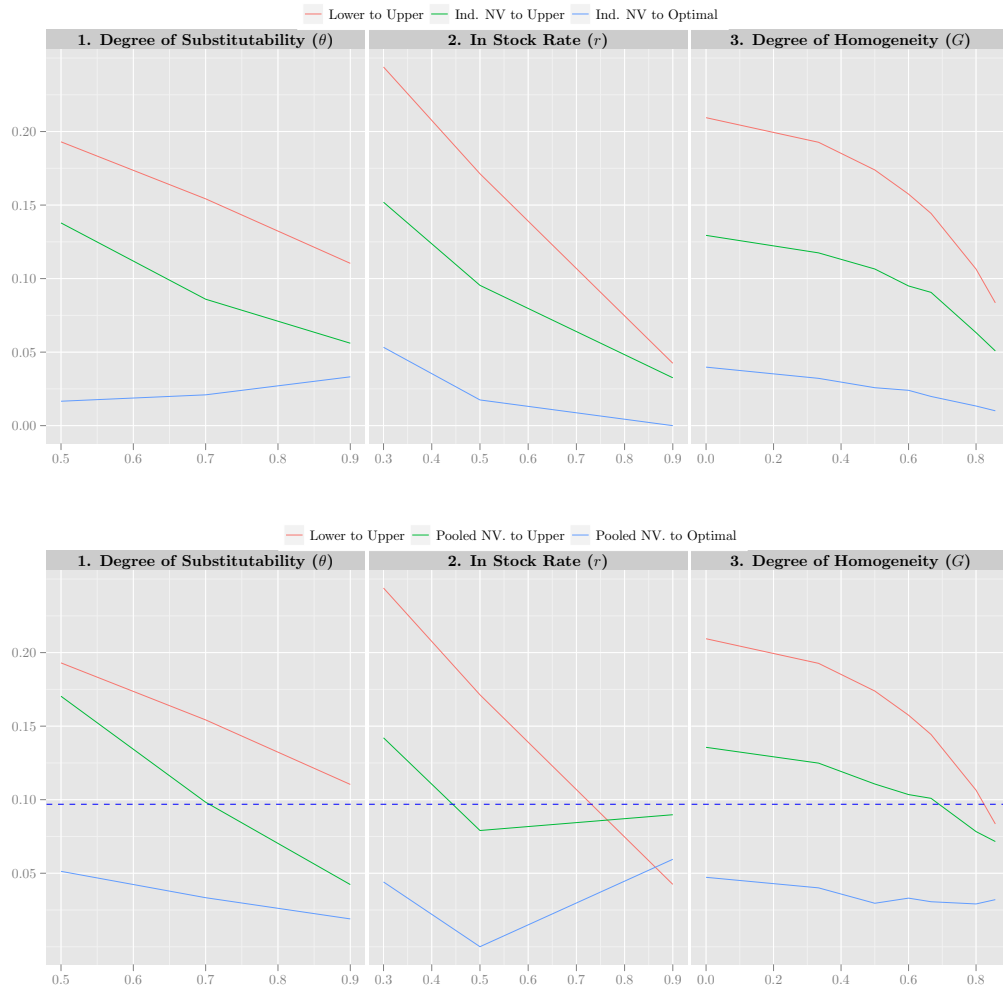 Lower to Upper Ind. NV to Upper Ind. NV to Optimal
1. Degree of Substitutability (θ) 2. In Stock Rate (r) 3. Degree of Homogeneity (G)
0.20
0.15
0.10
0.05
0.00
0.5 0.6 0.7 0.8 0.9 0.3 0.4 0.5 0.6 0.7 0.8 0.9 0.0 0.2 0.4 0.6 0.8
Lower to Upper Pooled NV. to Upper Pooled NV. to Optimal
1. Degree of Substitutability (θ) 2. In Stock Rate (r) 3. Degree of Homogeneity (G)
0.20
0.15
0.10
0.05
0.5 0.6 0.7 0.8 0.9 0.3 0.4 0.5 0.6 0.7 0.8 0.9 0.0 0.2 0.4 0.6 0.8